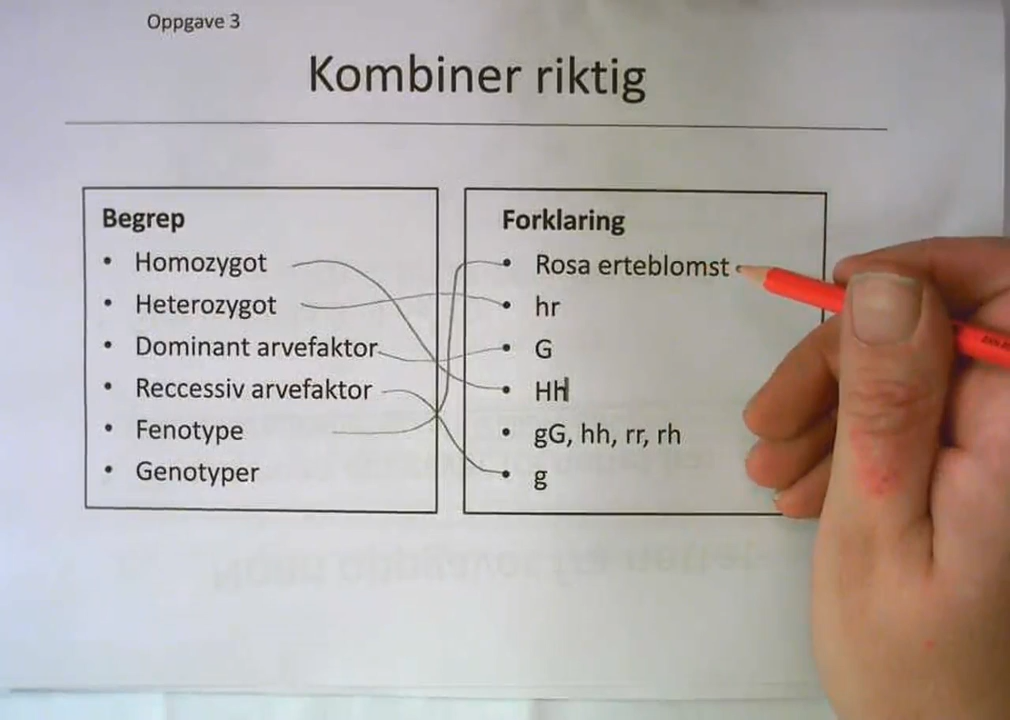 Oppgave 3
Kombiner riktig
Begrep
• Homozygot
• Heterozygot
• Dominant arvefaktor
• Reccessiv arvefaktor
• Fenotype
• Genotyper
Forklaring
• Rosa erteblomst
• hr
• G
• Hh
• gG, hh, rr, rh
• g